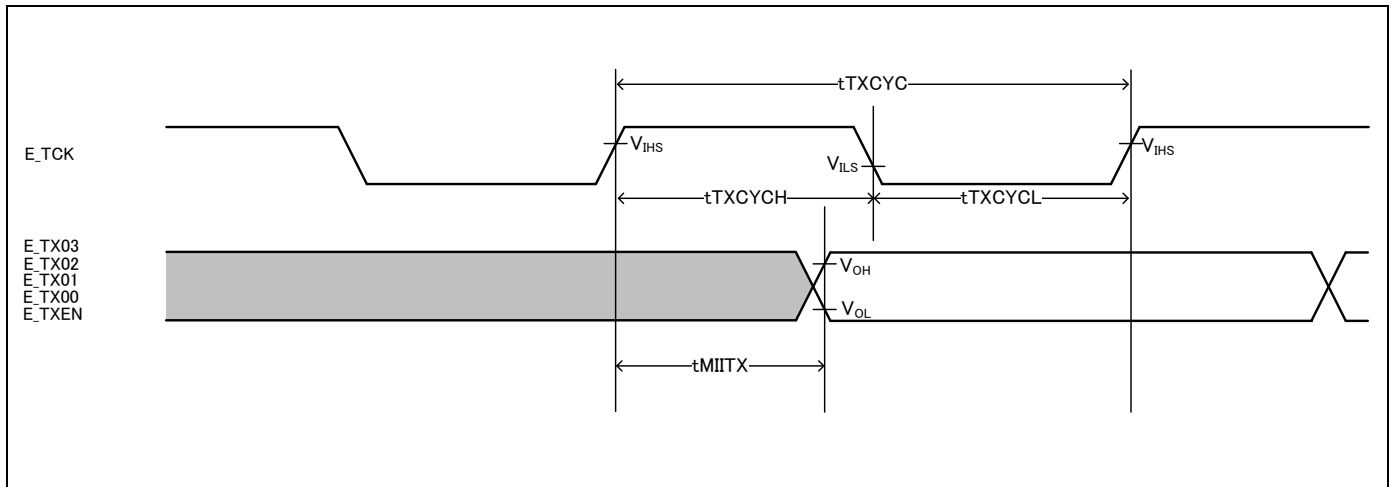 tTXCYC
E_TCK
VIHS
VILS
VIHS
tTXCYCH
tTXCYCL
E_TX03
E_TX02
E_TX01
E_TX00
E_TXEN
VOH
VOL
tMIITX